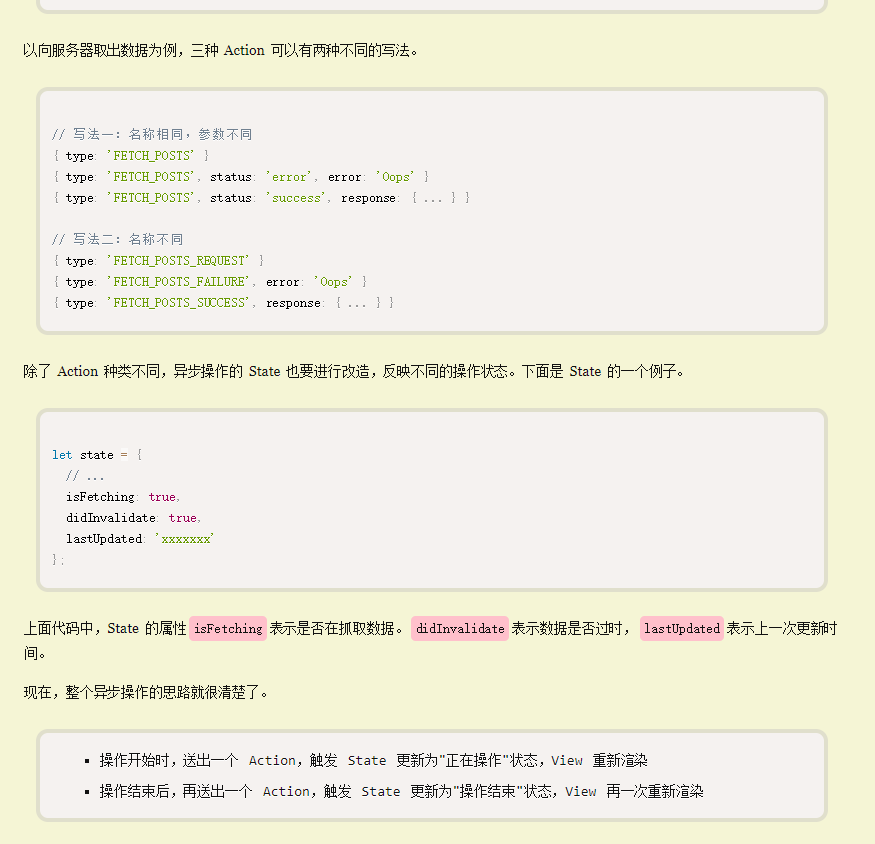 以向服务器取出数据为例，三种 Action 可以有两种不同的写法。
// 写法一：名称相同，参数不同
{ type: 'FETCH_POSTS' }
{ type: 'FETCH_POSTS', status: 'error', error: 'Oops' }
{ type: 'FETCH_POSTS', status: 'success', response: { ... } }
// 写法二：名称不同
{ type: 'FETCH_POSTS_REQUEST' }
{ type: 'FETCH_POSTS_FAILURE', error: 'Oops' }
{ type: 'FETCH_POSTS_SUCCESS', response: { ... } }
除了 Action 种类不同，异步操作的 State 也要进行改造，反映不同的操作状态。下面是 State 的一个例子。
let state = {
  // ...
  isFetching: true,
  didInvalidate: true,
  lastUpdated: 'xxxxxxx'
};
上面代码中，State 的属性 isFetching 表示是否在抓取数据。 didInvalidate 表示数据是否过时， lastUpdated 表示上一次更新时
间。
现在，整个异步操作的思路就很清楚了。
▪ 操作开始时，送出一个 Action，触发 State 更新为"正在操作"状态，View 重新渲染
▪ 操作结束后，再送出一个 Action，触发 State 更新为"操作结束"状态，View 再一次重新渲染